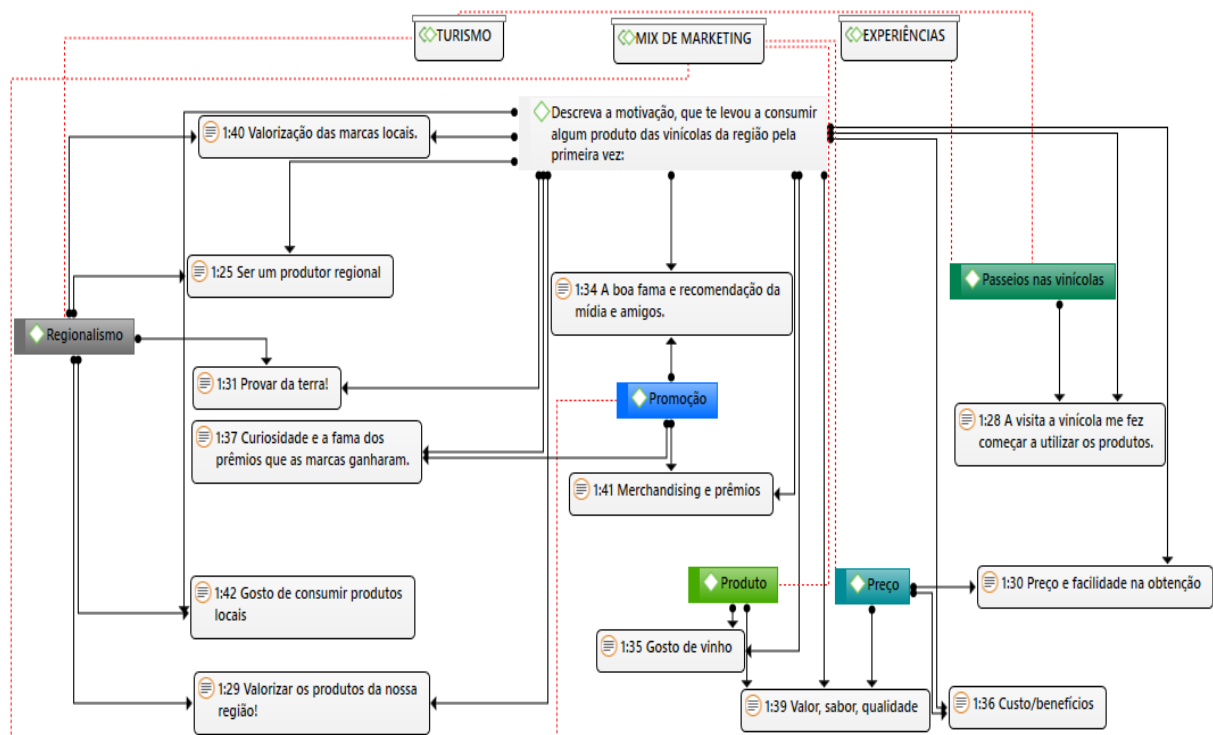 TURISMO
MIX DE MARKETING
EXPERIÊNCIAS
Descreva a motivação, que te levou a consumir
algum produto das vinícolas da região pela
primeira vez:
1:40 Valorização das marcas locais.
1:25 Ser um produtor regional
1:34 A boa fama e recomendação da
mídia e amigos.
Passeios nas vinícolas
Regionalismo
1:31 Provar da terra!
Promoção
1:37 Curiosidade e a fama dos
prêmios que as marcas ganharam.
1:28 A visita a vinícola me fez
começar a utilizar os produtos.
1:41 Merchandising e prêmios
Produto
Preço
1:30 Preço e facilidade na obtenção
1:42 Gosto de consumir produtos
locais
1:35 Gosto de vinho
1:29 Valorizar os produtos da nossa
região!
1:39 Valor, sabor, qualidade
1:36 Custo/benefícios